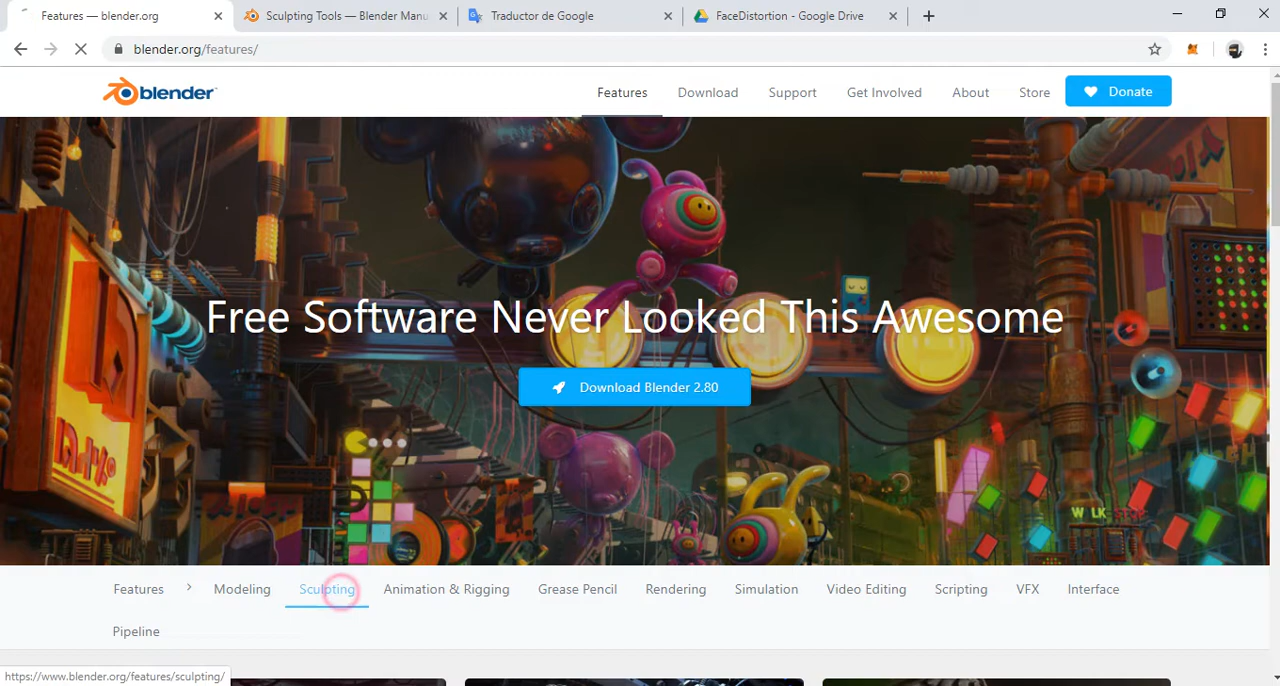 Features — blender.org
Sculpting Tools — Blender Manu
Traductor de Google
FaceDistortion - Google Drive
blender.org/features/
blender
Features
Download
Support
Get Involved
About
Store
Donate
Free Software Never Looked This Awesome
Download Blender 2.80
Features
Modeling
Sculpting
Animation & Rigging
Grease Pencil
Rendering
Simulation
Video Editing
Scripting
VFX
Interface
Pipeline
https://www.blender.org/features/sculpting/